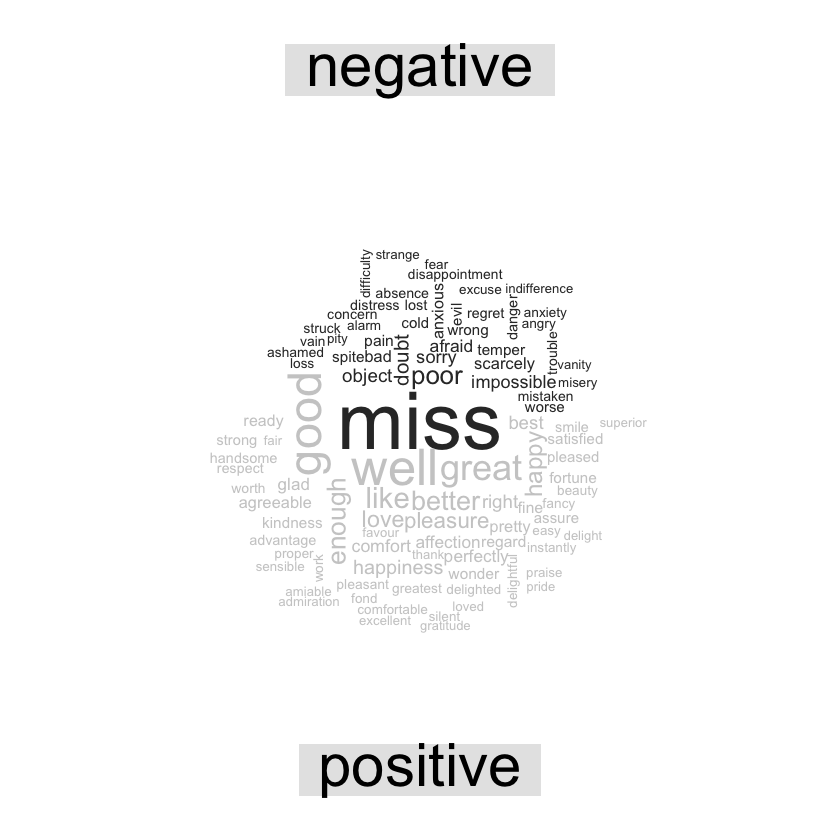 negative
difficulty
strange
fear
disappointment
absence
anxious
excuse
indifference
distress
lost
evil
danger
concern
regret
anxiety
struck
alarm
cold
wrong
angry
vain
pity
pain
doubt
afraid
temper
trouble
ashamed
spite
bad
sorry
scarcely
vanity
loss
object
poor
impossible
misery
mistaken
worse
miss
good
ready
best
smile
superior
strong
fair
happy
satisfied
handsome
well
great
pleased
respect
worth
glad
fortune
beauty
agreeable
enough
like
better
right
fine
fancy
kindness
love
pleasure
pretty
assure
favour
easy
delight
advantage
comfort
affection
regard
instantly
proper
thank
perfectly
sensible
work
happiness
wonder
delightful
praise
amiable
pleasant
greatest
delighted
pride
admiration
fond
comfortable
loved
excellent
silent
gratitude
positive